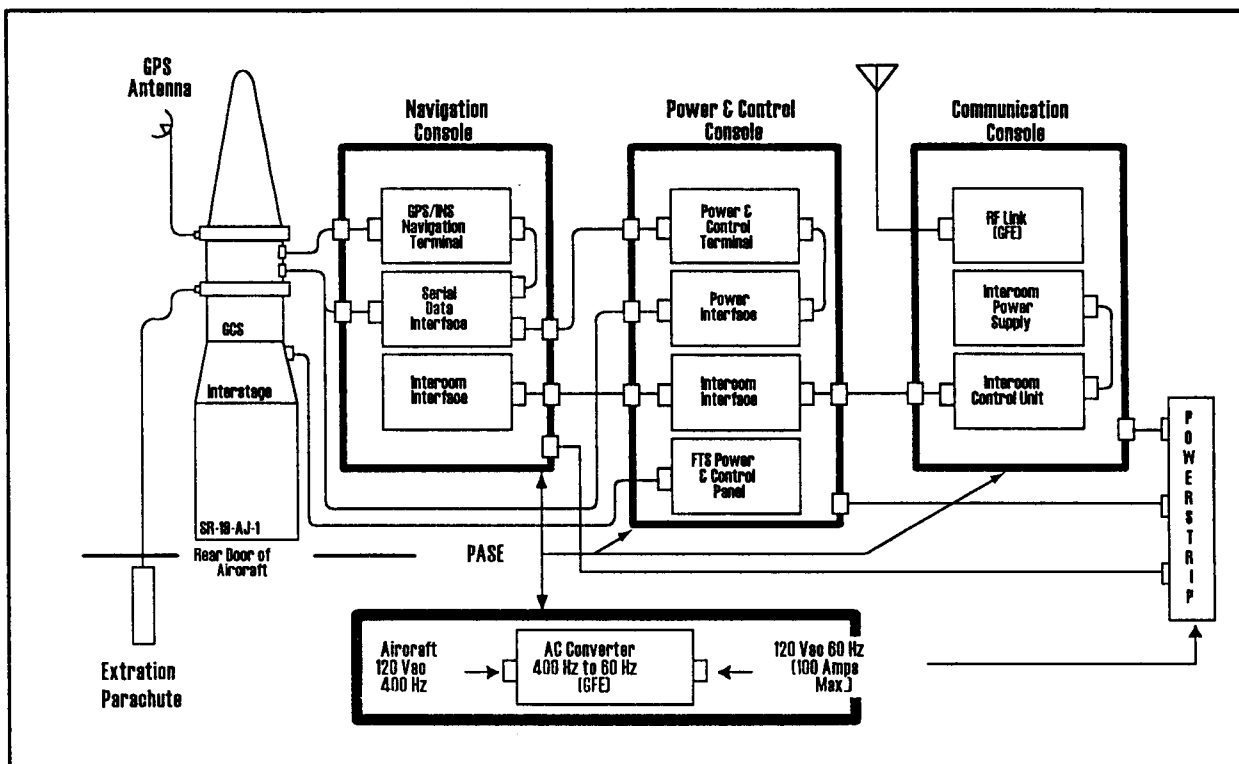 GPS
Antenna
Navigation
Console
Power & Control
Console
Communication
Console
GPS/INS
Navigation
Terminal
Serial
Data
Interface
Intercom
Interface
Power &
Control
Terminal
Power
Interface
Intercom
Interface
FTS Power
& Control
Panel
RF Link
(GFE)
Intercom
Power
Supply
Intercom
Control Unit
GCS
Interstage
SR-19-AJ-1
Rear Door of
Aircraft
PASE
Extration
Parachute
Aircraft
120 Vac
400 Hz
AC Converter
400 Hz to 60 Hz
(GFE)
120 Vac 60 Hz
(100 Amps
Max.)
POWERSTRIP